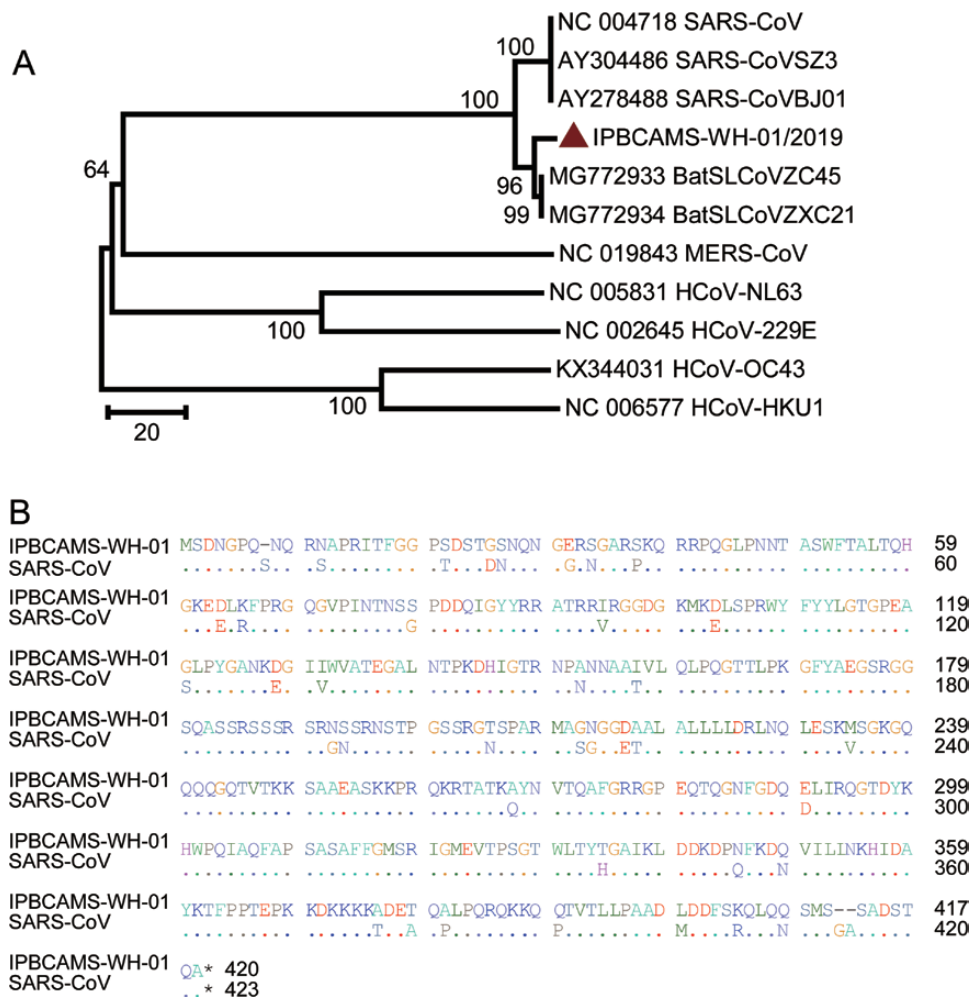 A
NC 004718 SARS-CoV
100
AY304486 SARS-CoVSZ3
100
AY278488 SARS-CoVBJ01
IPBCAMS-WH-01/2019
64
96
MG772933 BatSLCoVZC45
99
MG772934 BatSLCoVZXC21
NC 019843 MERS-CoV
NC 005831 HCoV-NL63
100
NC 002645 HCoV-229E
KX344031 HCoV-OC43
100
NC 006577 HCoV-HKU1
20
B
IPBCAMS-WH-01 MSDNGPQ-NQ RNAPRITFGG PSDSTGSNQN GERSGARSKQ RRPQGLPNNT ASWFTALTQH 59
SARS-CoV .......S.. .S........ ...T..DN.. .G.N..P... .......... .......... 60
IPBCAMS-WH-01 GKEDLKFPRG QGVPINTNSS PDDQIGYYRR ATRRIRGGDG KMKDLSPRWY FYYLGTGPEA 119
SARS-CoV ...E.R.... ........G. .......... ....V..... ...E...... .......... 120
IPBCAMS-WH-01 GLPYGANKDG IIWVATEGAL NTPKDHIGTR NPANNAAIVL QLPQGTTLPK GFYAEGSRGG 179
SARS-CoV S.......E. .V........ .......... ...N...T.. .......... .......... 180
IPBCAMS-WH-01 SQASSRSSSR SRNSSRNSTP GSSRGTSPAR MAGNGGDAAL ALLLLDRLNQ LESKMSGKGQ 239
SARS-CoV .......... ...GN..... .....N.... ...SG..ET. .......... ....V..... 240
IPBCAMS-WH-01 QQQGQTVTKK SAAEASKKPR QKRTATKAYN VTQAFGRRGP EQTQGNFGDQ ELIRQGTDYK 299
SARS-CoV .......... .......... .......Q.. .......... .......... D......... 300
IPBCAMS-WH-01 HWPQIAQFAP SASAFFGMSR IGMEVTPSGT WLTYTGAIKL DDKDPNFKDQ VILINKHIDA 359
SARS-CoV .......... .......... .......... ....H..... .....Q...N .......... 360
IPBCAMS-WH-01 YKTFPPTEPK KDKKKKADET QALPQRQKKQ QTVTLLPAAD LDDFSKQLQQ SMS--SADST 417
SARS-CoV .......... ......T..A .P........ P.........M .....R...N ...GA..... 420
IPBCAMS-WH-01 QA* 420
SARS-CoV ..* 423